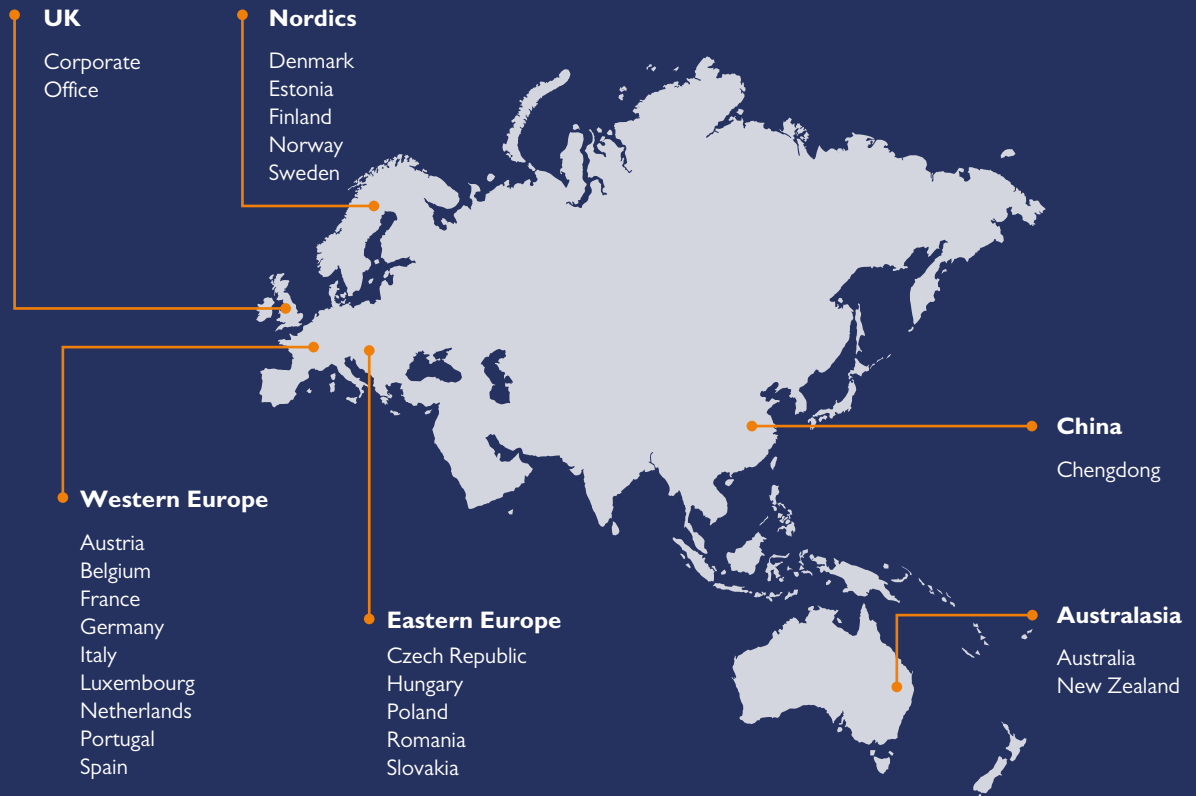 UK
Corporate
Office
Nordics
Denmark
Estonia
Finland
Norway
Sweden
Western Europe
Austria
Belgium
France
Germany
Italy
Luxembourg
Netherlands
Portugal
Spain
Eastern Europe
Czech Republic
Hungary
Poland
Romania
Slovakia
China
Chengdong
Australasia
Australia
New Zealand